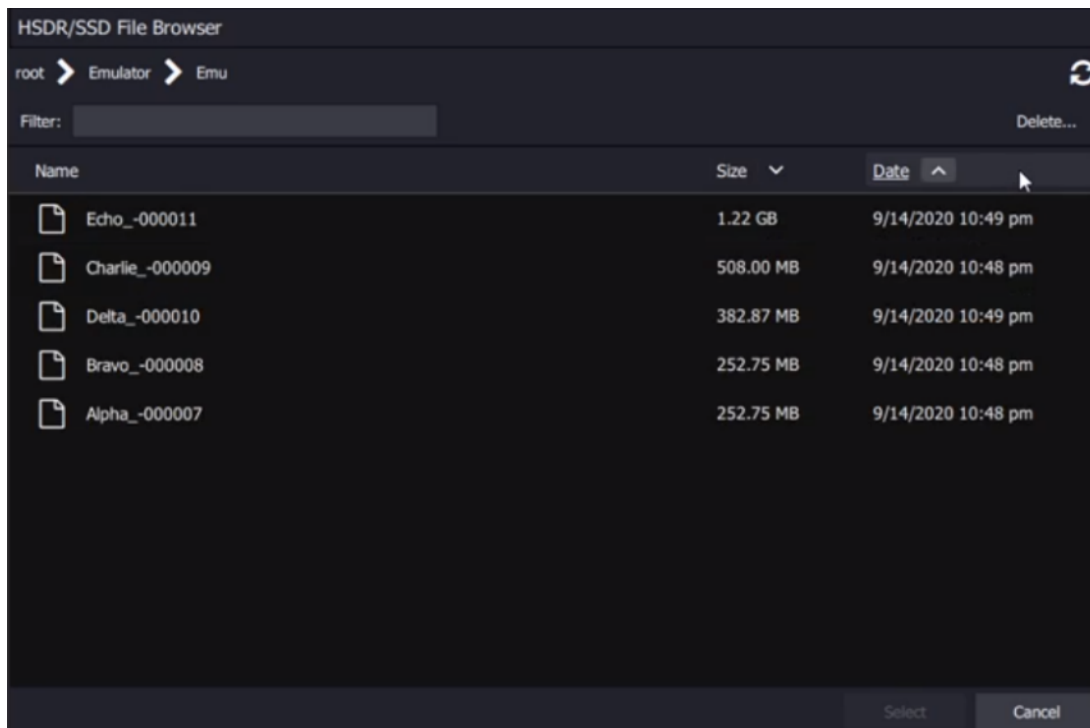 HSDR/SSD File Browser
root Emulator Emu
Filter: Delete...
Name Size Date
Echo_-000011 1.22 GB 9/14/2020 10:49 pm
Charlie_-000009 508.00 MB 9/14/2020 10:48 pm
Delta_-000010 382.87 MB 9/14/2020 10:49 pm
Bravo_-000008 252.75 MB 9/14/2020 10:48 pm
Alpha_-000007 252.75 MB 9/14/2020 10:48 pm
Select Cancel